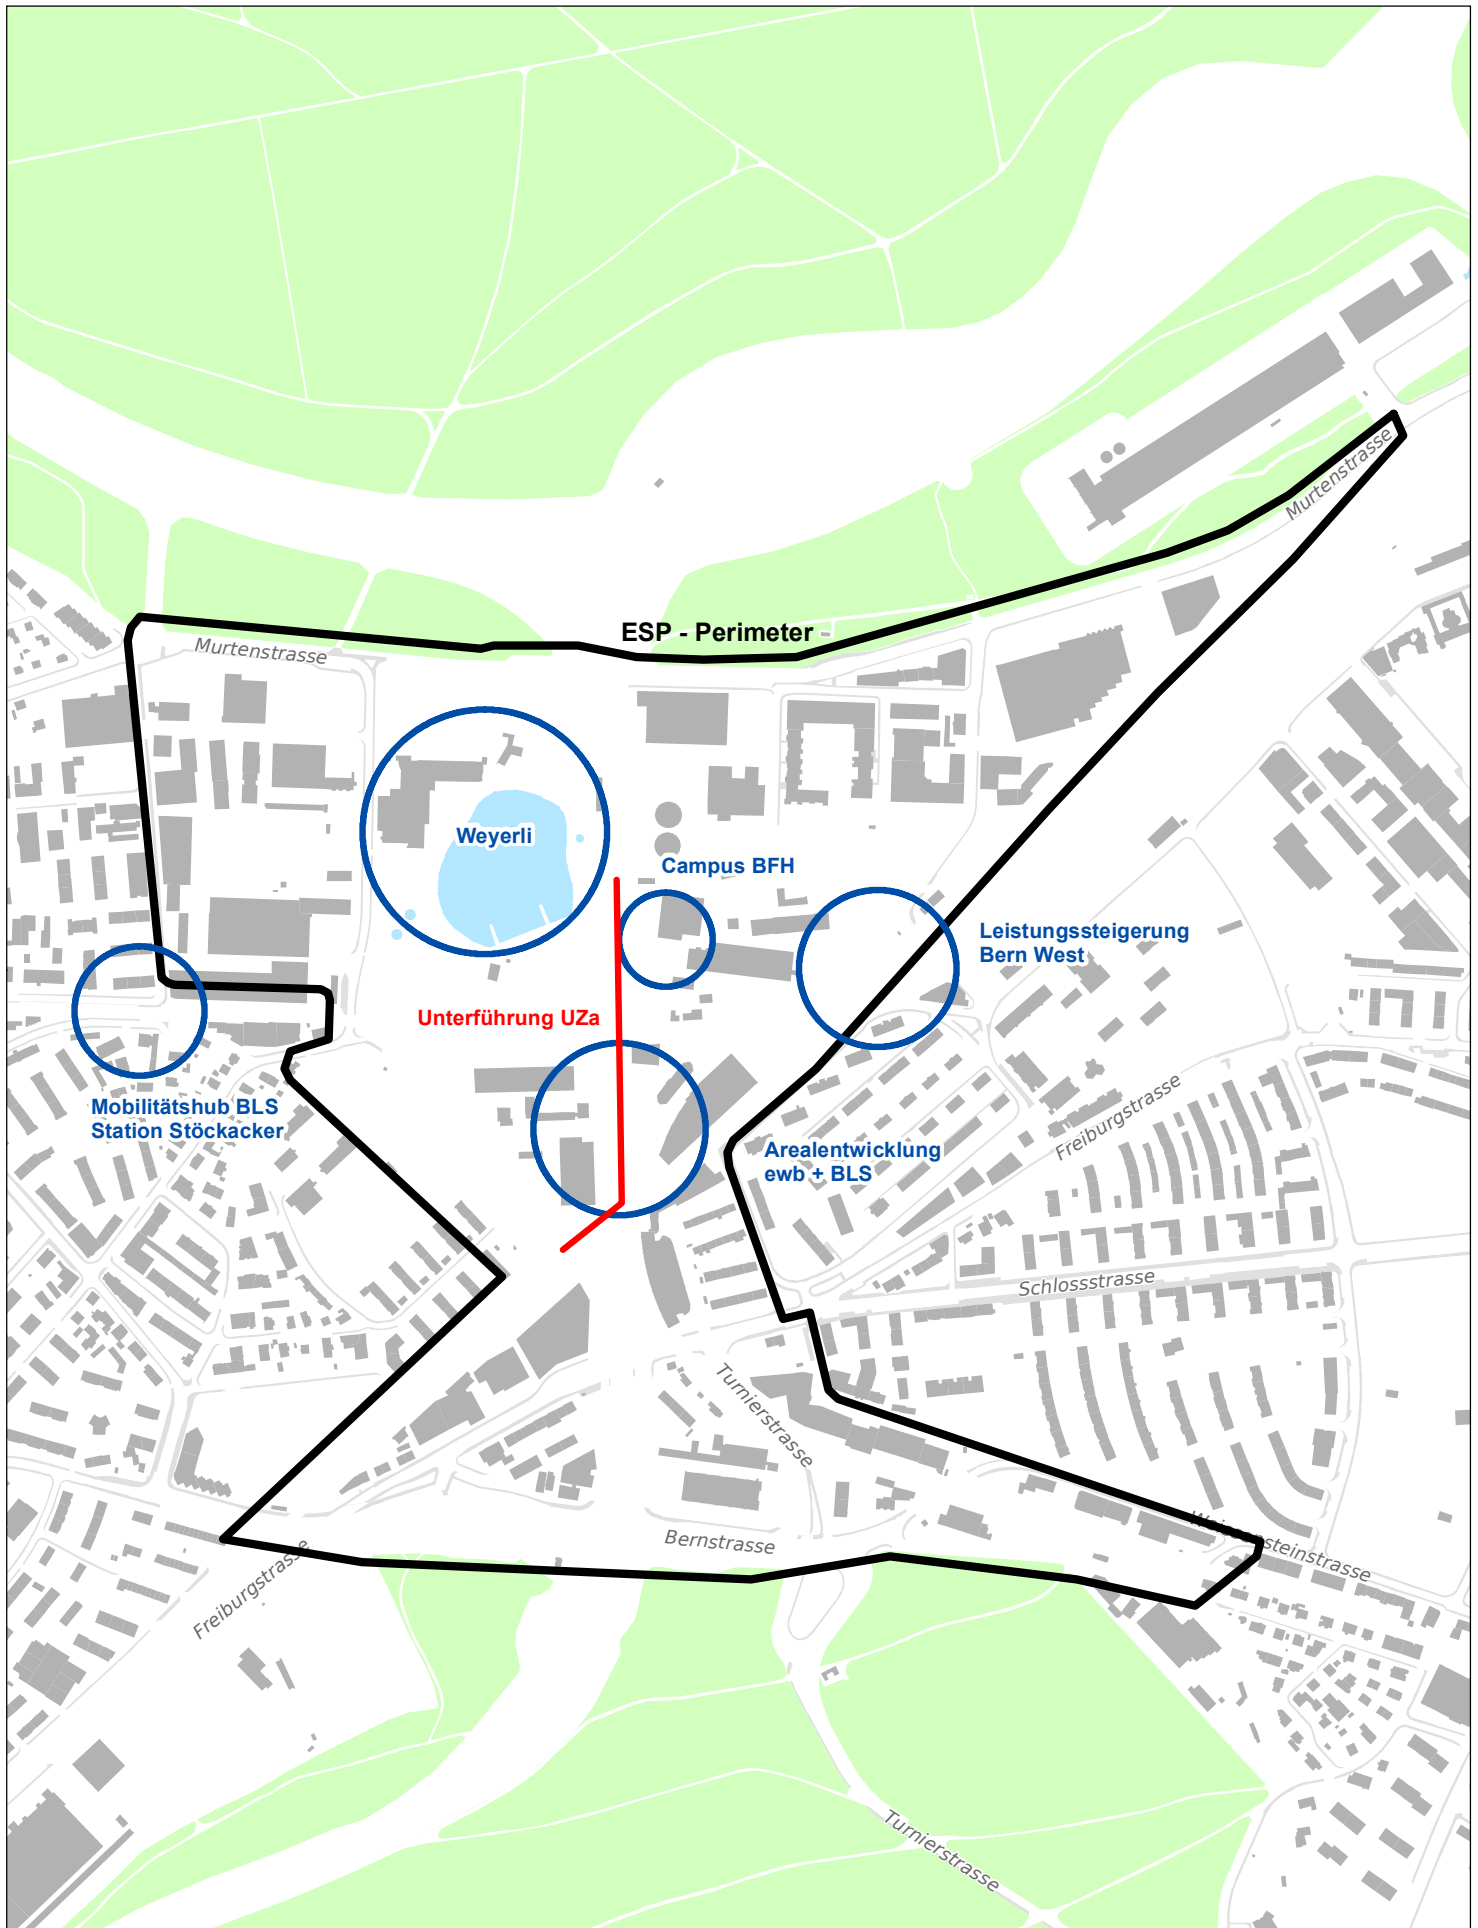 Murtenstrasse
ESP - Perimeter
Murtenstrasse
Weyerli
Campus BFH
Leistungssteigerung
Bern West
Unterführung UZa
Mobilitätshub BLS
Station Stöckacker
Freiburgstrasse
Arealentwicklung
ewb + BLS
Schlossstrasse
Turnierstrasse
Bernstrasse
Weissensteinstrasse
Freiburgstrasse
Turnierstrasse